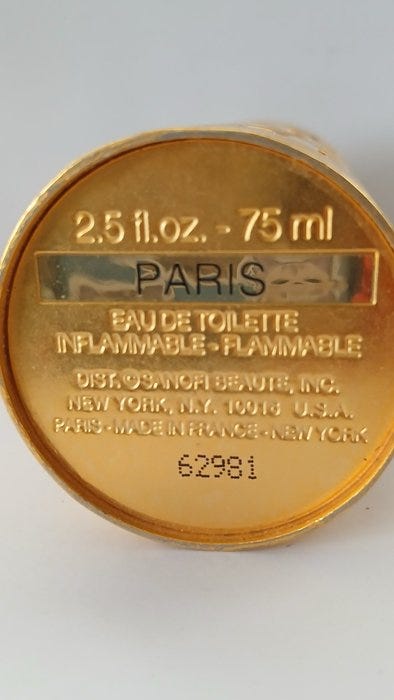 2.5 fl.oz. - 75 ml
PARIS
EAU DE TOILETTE
INFLAMMABLE - FLAMMABLE
DIST. © SANOFI BEAUTE, INC.
NEW YORK, N.Y. 10016 U.S.A.
PARIS - MADE IN FRANCE - NEW YORK
62981